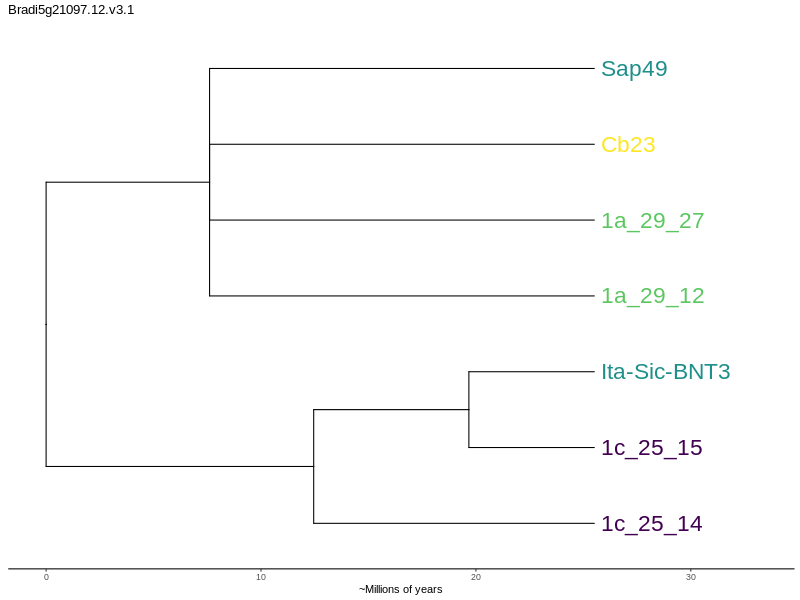 Bradi5g21097.12.v3.1
Sap49
Cb23
1a_29_27
1a_29_12
Ita-Sic-BNT3
1c_25_15
1c_25_14
0 10 20 30
~Millions of years